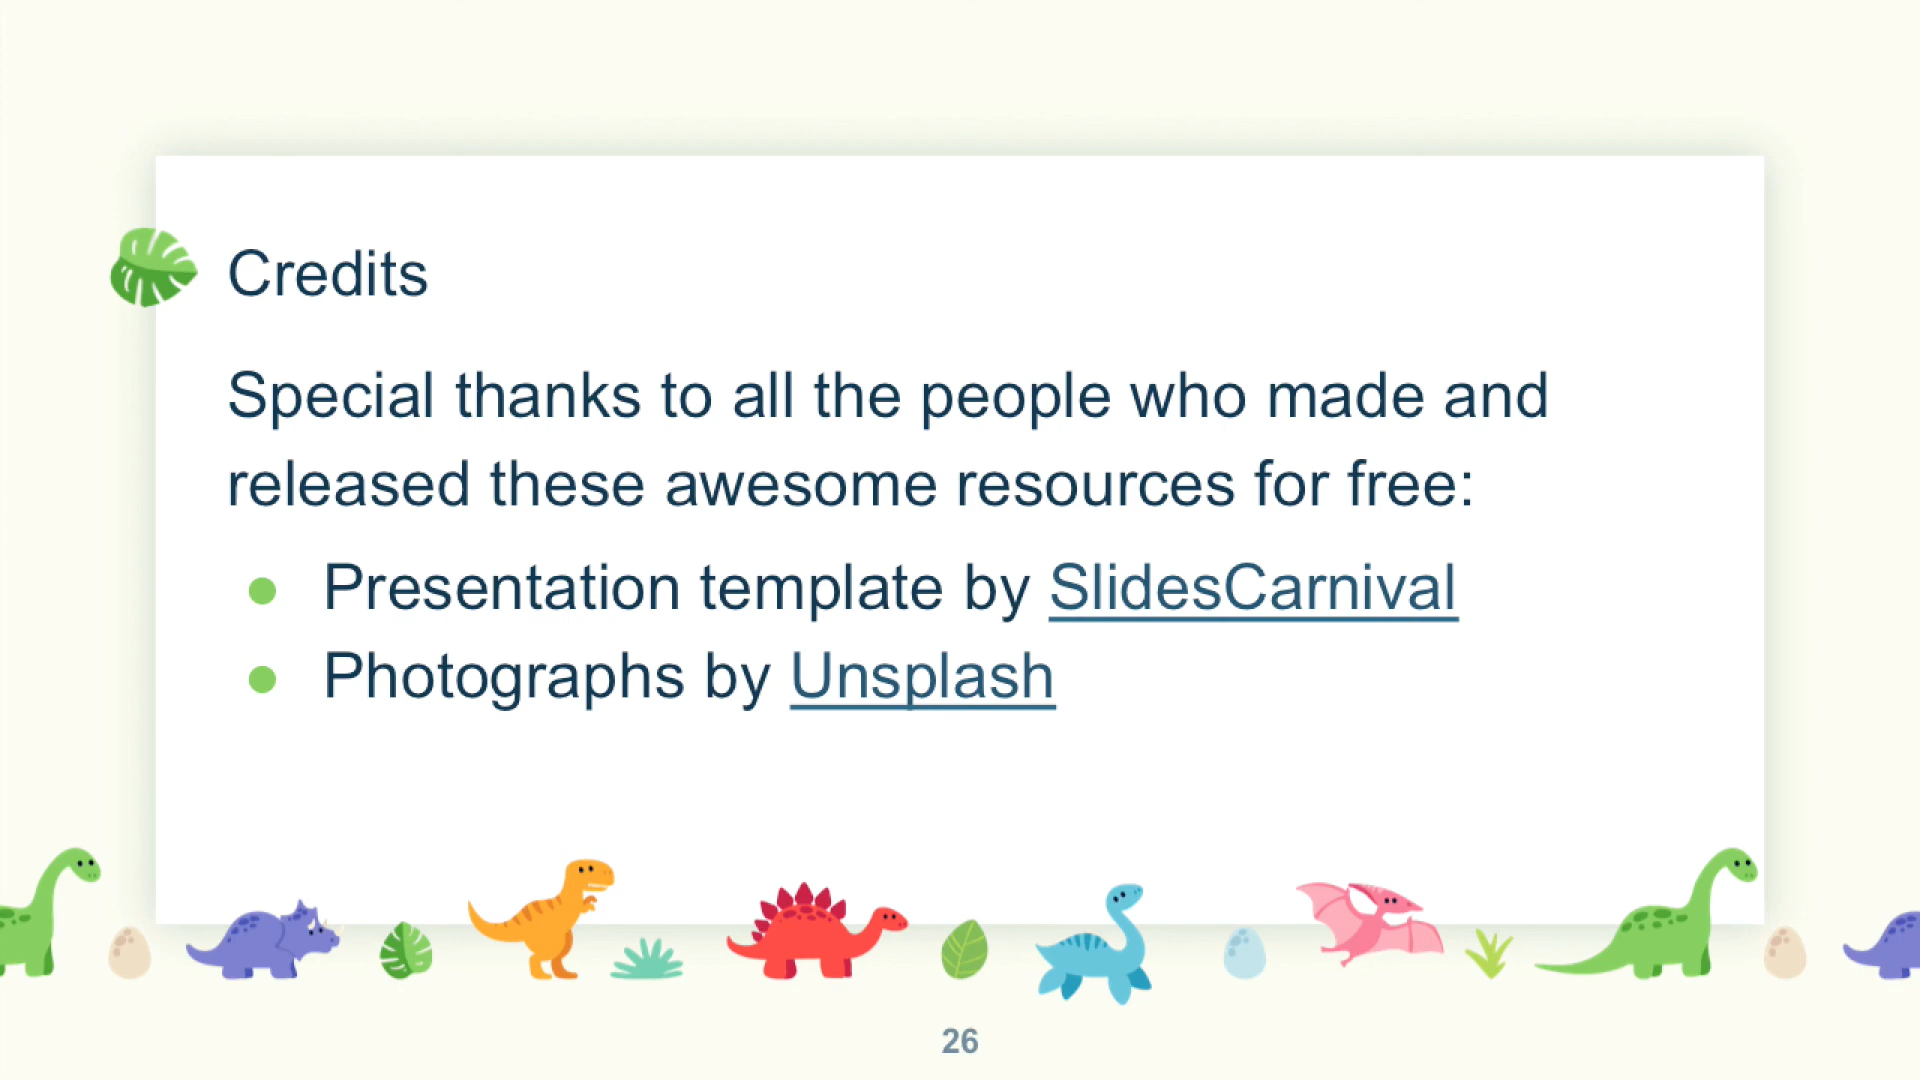 Credits
Special thanks to all the people who made and
released these awesome resources for free:
● Presentation template by SlidesCarnival
● Photographs by Unsplash
26